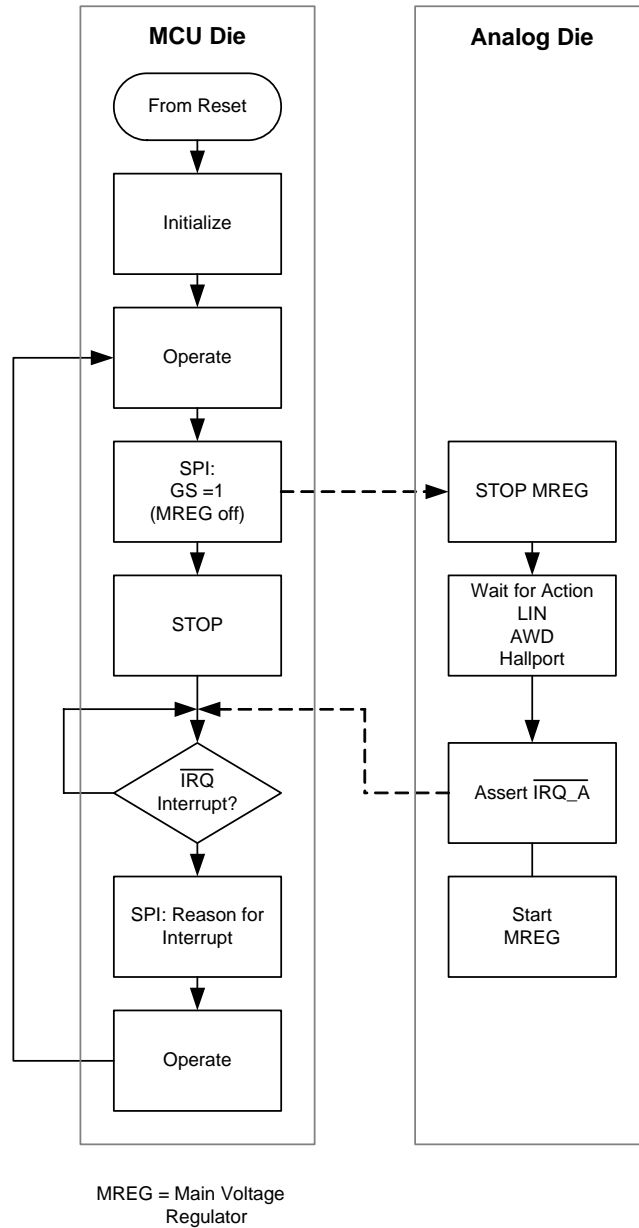 MCU Die
From Reset
Initialize
Operate
SPI:
GS =1
(MREG off)
STOP
IRQ
Interrupt?
SPI: Reason for
Interrupt
Operate
Analog Die
STOP MREG
Wait for Action
LIN
AWD
Hallport
Assert IRQ_A
Start
MREG
MREG = Main Voltage
Regulator